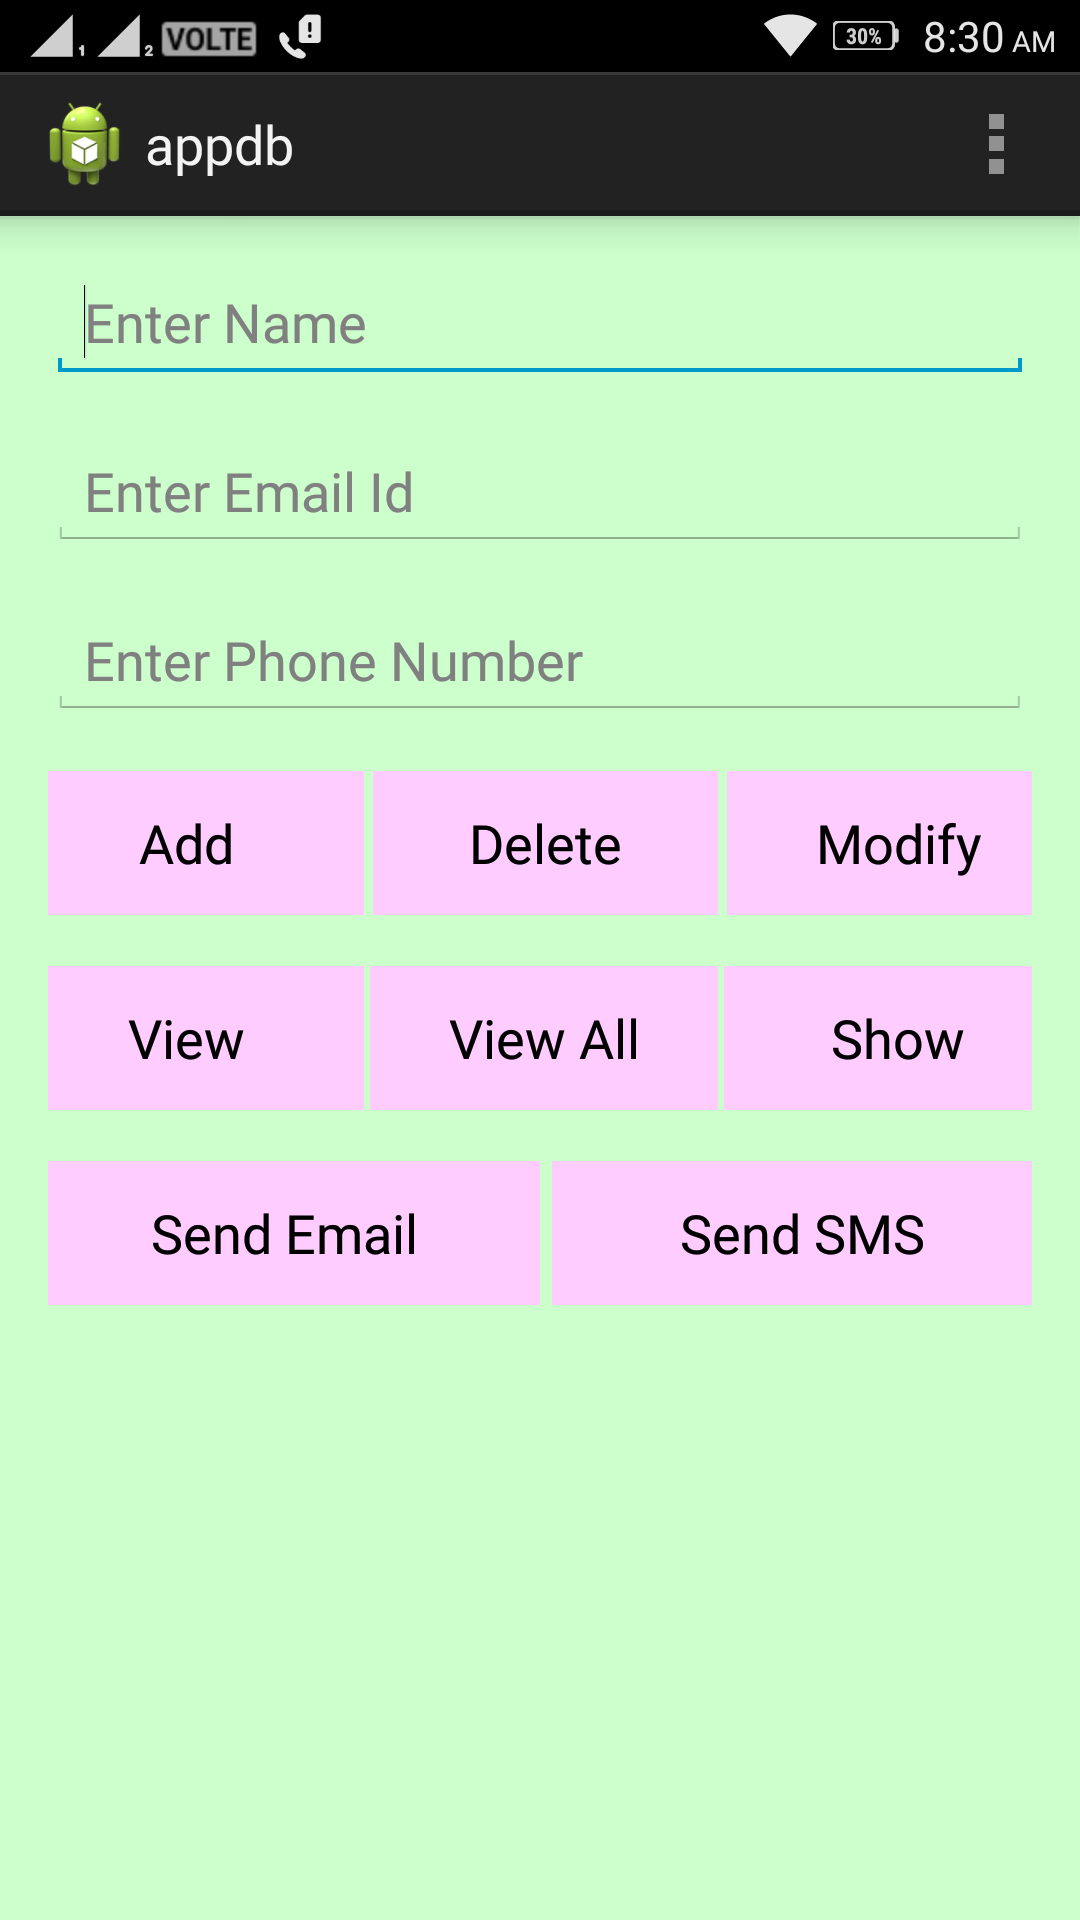 1 2 VOLTE 30% 8:30 AM
appdb
Enter Name
Enter Email Id
Enter Phone Number
Add Delete Modify
View View All Show
Send Email Send SMS